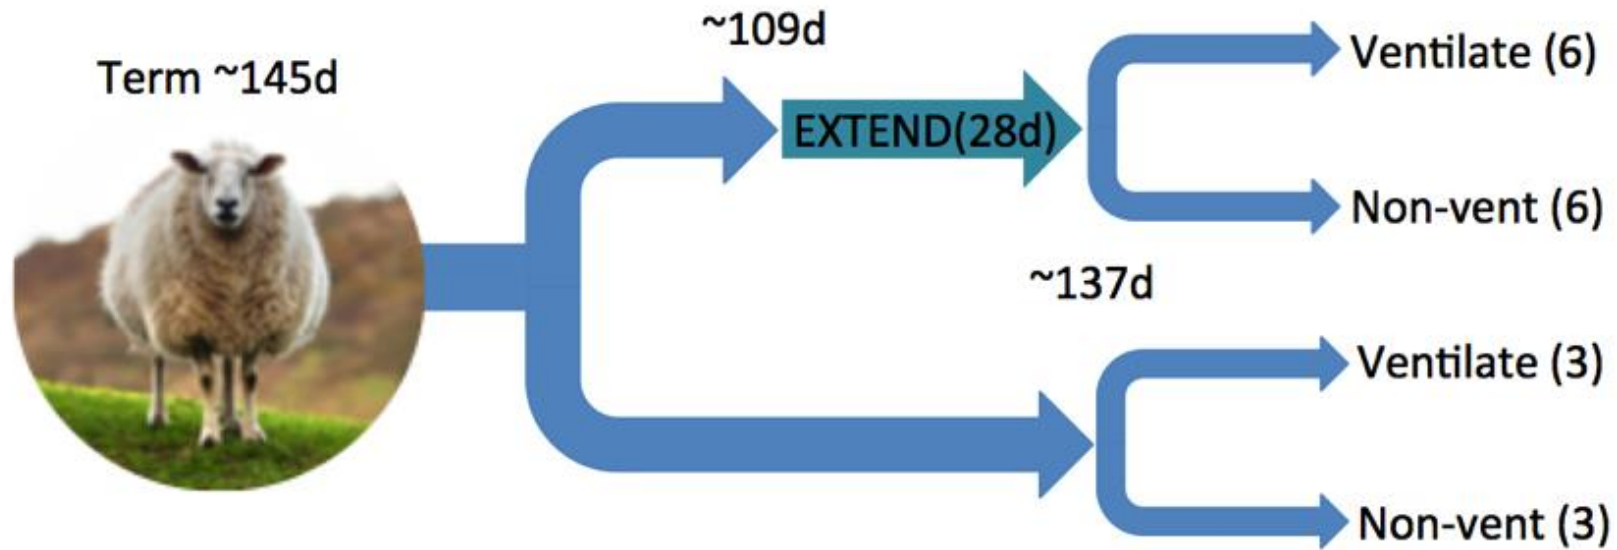 Term ~145d
~109d
EXTEND(28d)
Ventilate (6)
Non-vent (6)
~137d
Ventilate (3)
Non-vent (3)